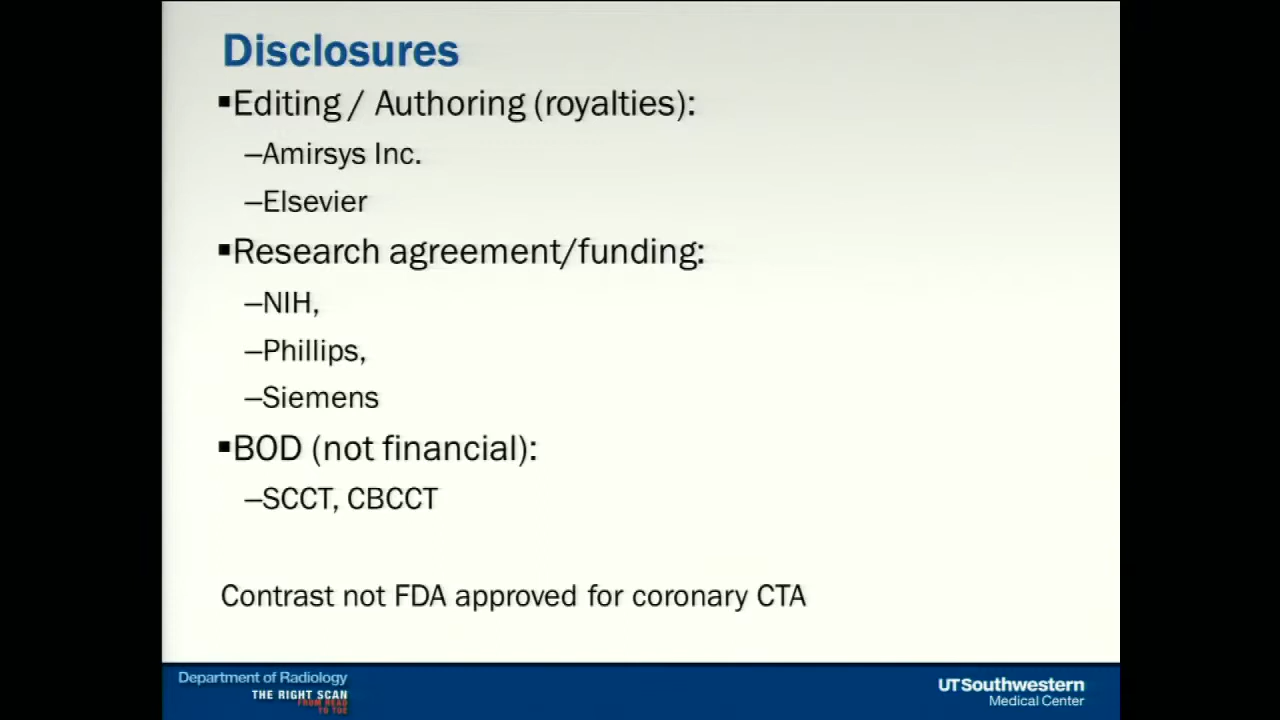 Disclosures
▪Editing / Authoring (royalties):
–Amirsys Inc.
–Elsevier
▪Research agreement/funding:
–NIH,
–Phillips,
–Siemens
▪BOD (not financial):
–SCCT, CBCCT
Contrast not FDA approved for coronary CTA
Department of Radiology
THE RIGHT SCAN
FROM HEAD
TO TOE
UTSouthwestern
Medical Center